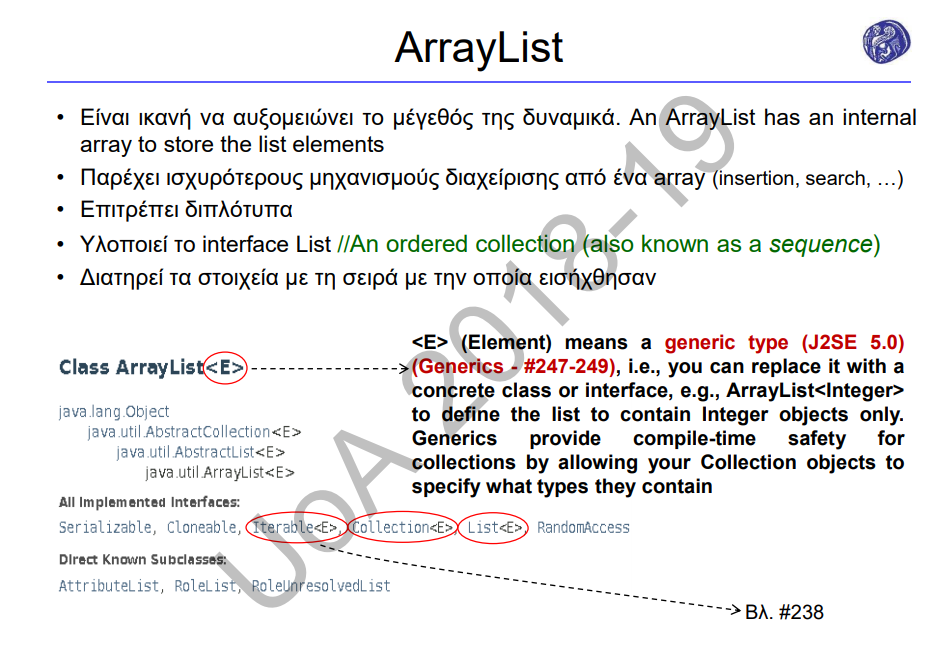 ArrayList
• Είναι ικανή να αυξομειώνει το μέγεθός της δυναμικά. An ArrayList has an internal
array to store the list elements
• Παρέχει ισχυρότερους μηχανισμούς διαχείρισης από ένα array (insertion, search, …)
• Επιτρέπει διπλότυπα
• Υλοποιεί το interface List //An ordered collection (also known as a sequence)
• Διατηρεί τα στοιχεία με τη σειρά με την οποία εισήχθησαν
Class ArrayList<E>
java.lang.Object
java.util.AbstractCollection<E>
java.util.AbstractList<E>
java.util.ArrayList<E>
<E> (Element) means a generic type (J2SE 5.0)
(Generics - #247-249), i.e., you can replace it with a
concrete class or interface, e.g., ArrayList<Integer>
to define the list to contain Integer objects only.
Generics provide compile-time safety for
collections by allowing your Collection objects to
specify what types they contain
All Implemented Interfaces:
Serializable, Cloneable, Iterable<E>, Collection<E>, List<E>, RandomAccess
Direct Known Subclasses:
AttributeList, RoleList, RoleUnresolvedList
Βλ. #238
UoA 2018-19